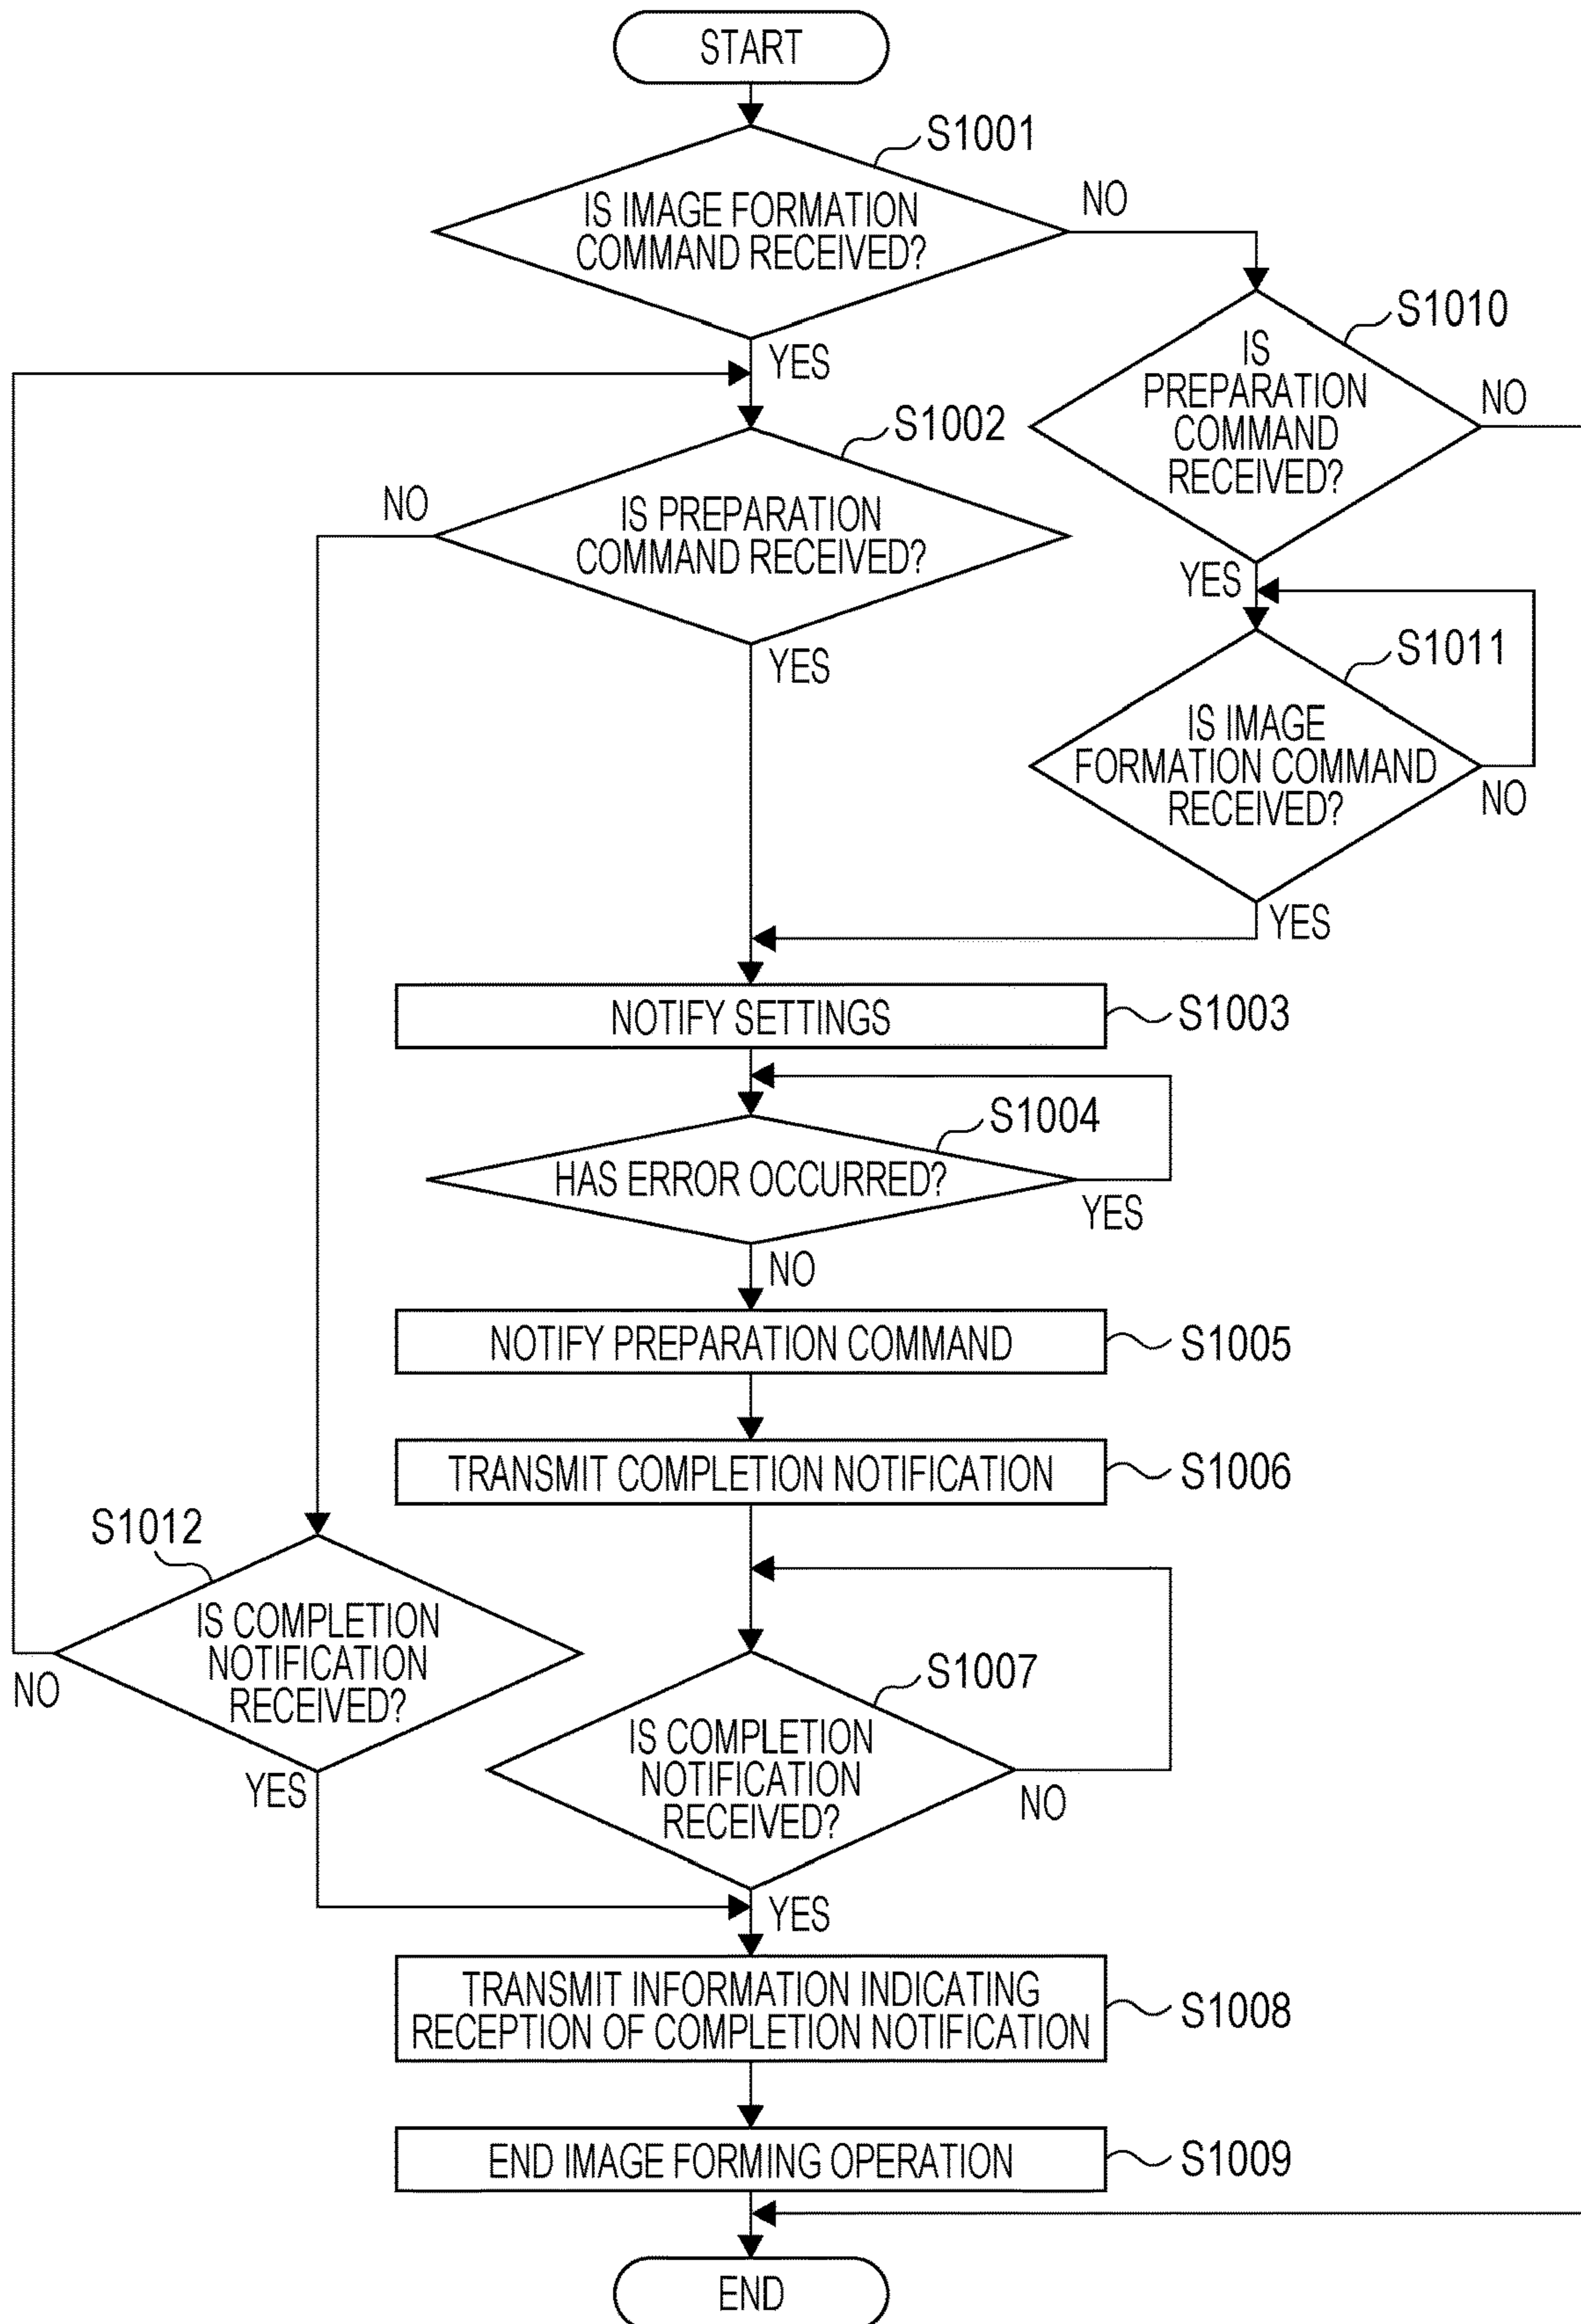 START
S1001
IS IMAGE FORMATION
COMMAND RECEIVED?
NO
YES
S1010
IS
PREPARATION
COMMAND
RECEIVED?
NO
YES
S1002
IS PREPARATION
COMMAND RECEIVED?
NO
YES
S1011
IS IMAGE
FORMATION COMMAND
RECEIVED?
NO
YES
NOTIFY SETTINGS
S1003
S1004
HAS ERROR OCCURRED?
YES
NO
NOTIFY PREPARATION COMMAND
S1005
TRANSMIT COMPLETION NOTIFICATION
S1006
S1012
IS COMPLETION
NOTIFICATION
RECEIVED?
NO
YES
S1007
IS COMPLETION
NOTIFICATION
RECEIVED?
NO
YES
TRANSMIT INFORMATION INDICATING
RECEPTION OF COMPLETION NOTIFICATION
S1008
END IMAGE FORMING OPERATION
S1009
END